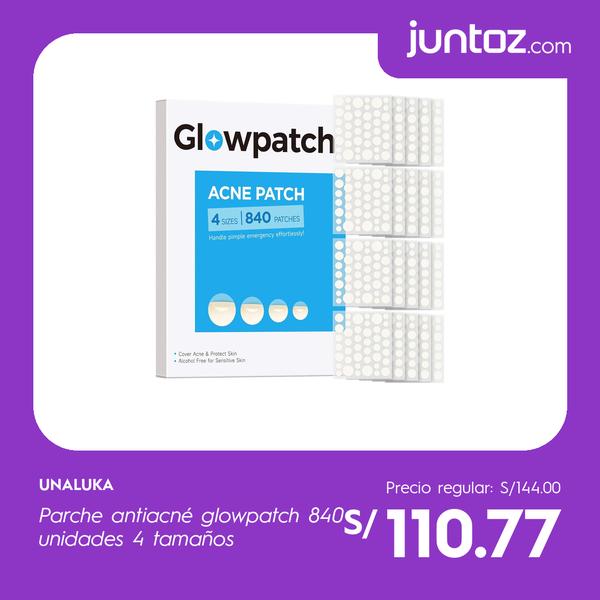 juntoz.com
Glowpatch
ACNE PATCH
4 SIZES | 840 PATCHES
Handle pimple emergency effortlessly!
• Cover Acne & Protect Skin
• Alcohol Free for Sensitive Skin
UNALUKA
Parche antiacné glowpatch 840
unidades 4 tamaños
Precio regular: S/144.00
S/ 110.77